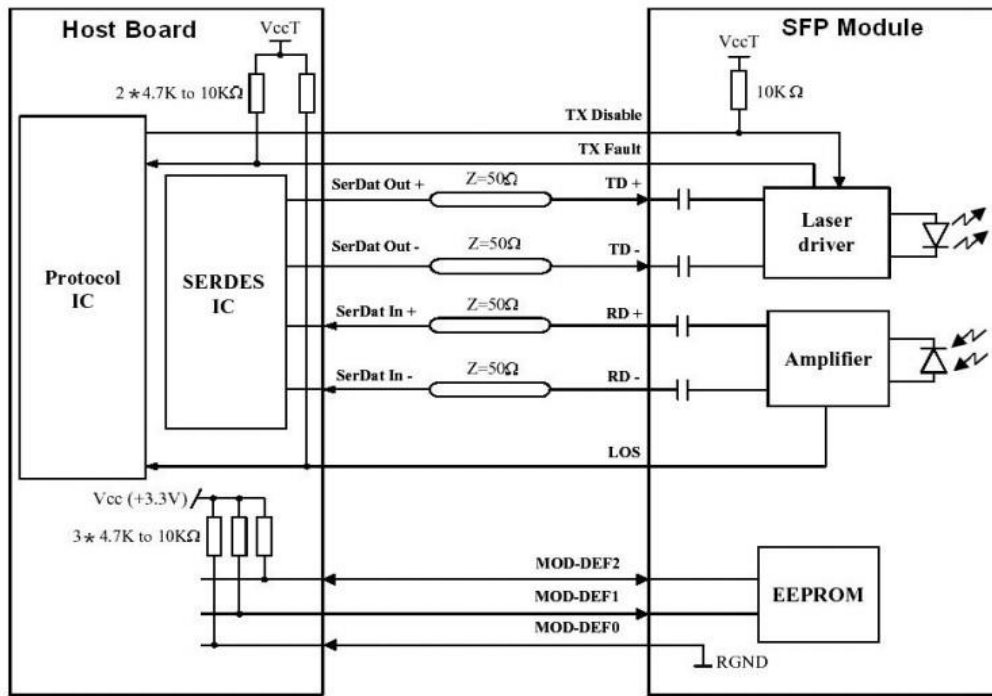 Host Board
SFP Module
VccT
VccT
2*4.7K to 10KΩ
10KΩ
TX Disable
TX Fault
Z=50Ω
SerDat Out +
TD +
Z=50Ω
SerDat Out -
TD -
Laser
driver
Protocol
IC
SERDES
IC
Z=50Ω
SerDat In +
RD +
Z=50Ω
SerDat In -
RD -
Amplifier
LOS
Vcc (+3.3V)
3*4.7K to 10KΩ
MOD-DEF2
MOD-DEF1
MOD-DEF0
EEPROM
RGND